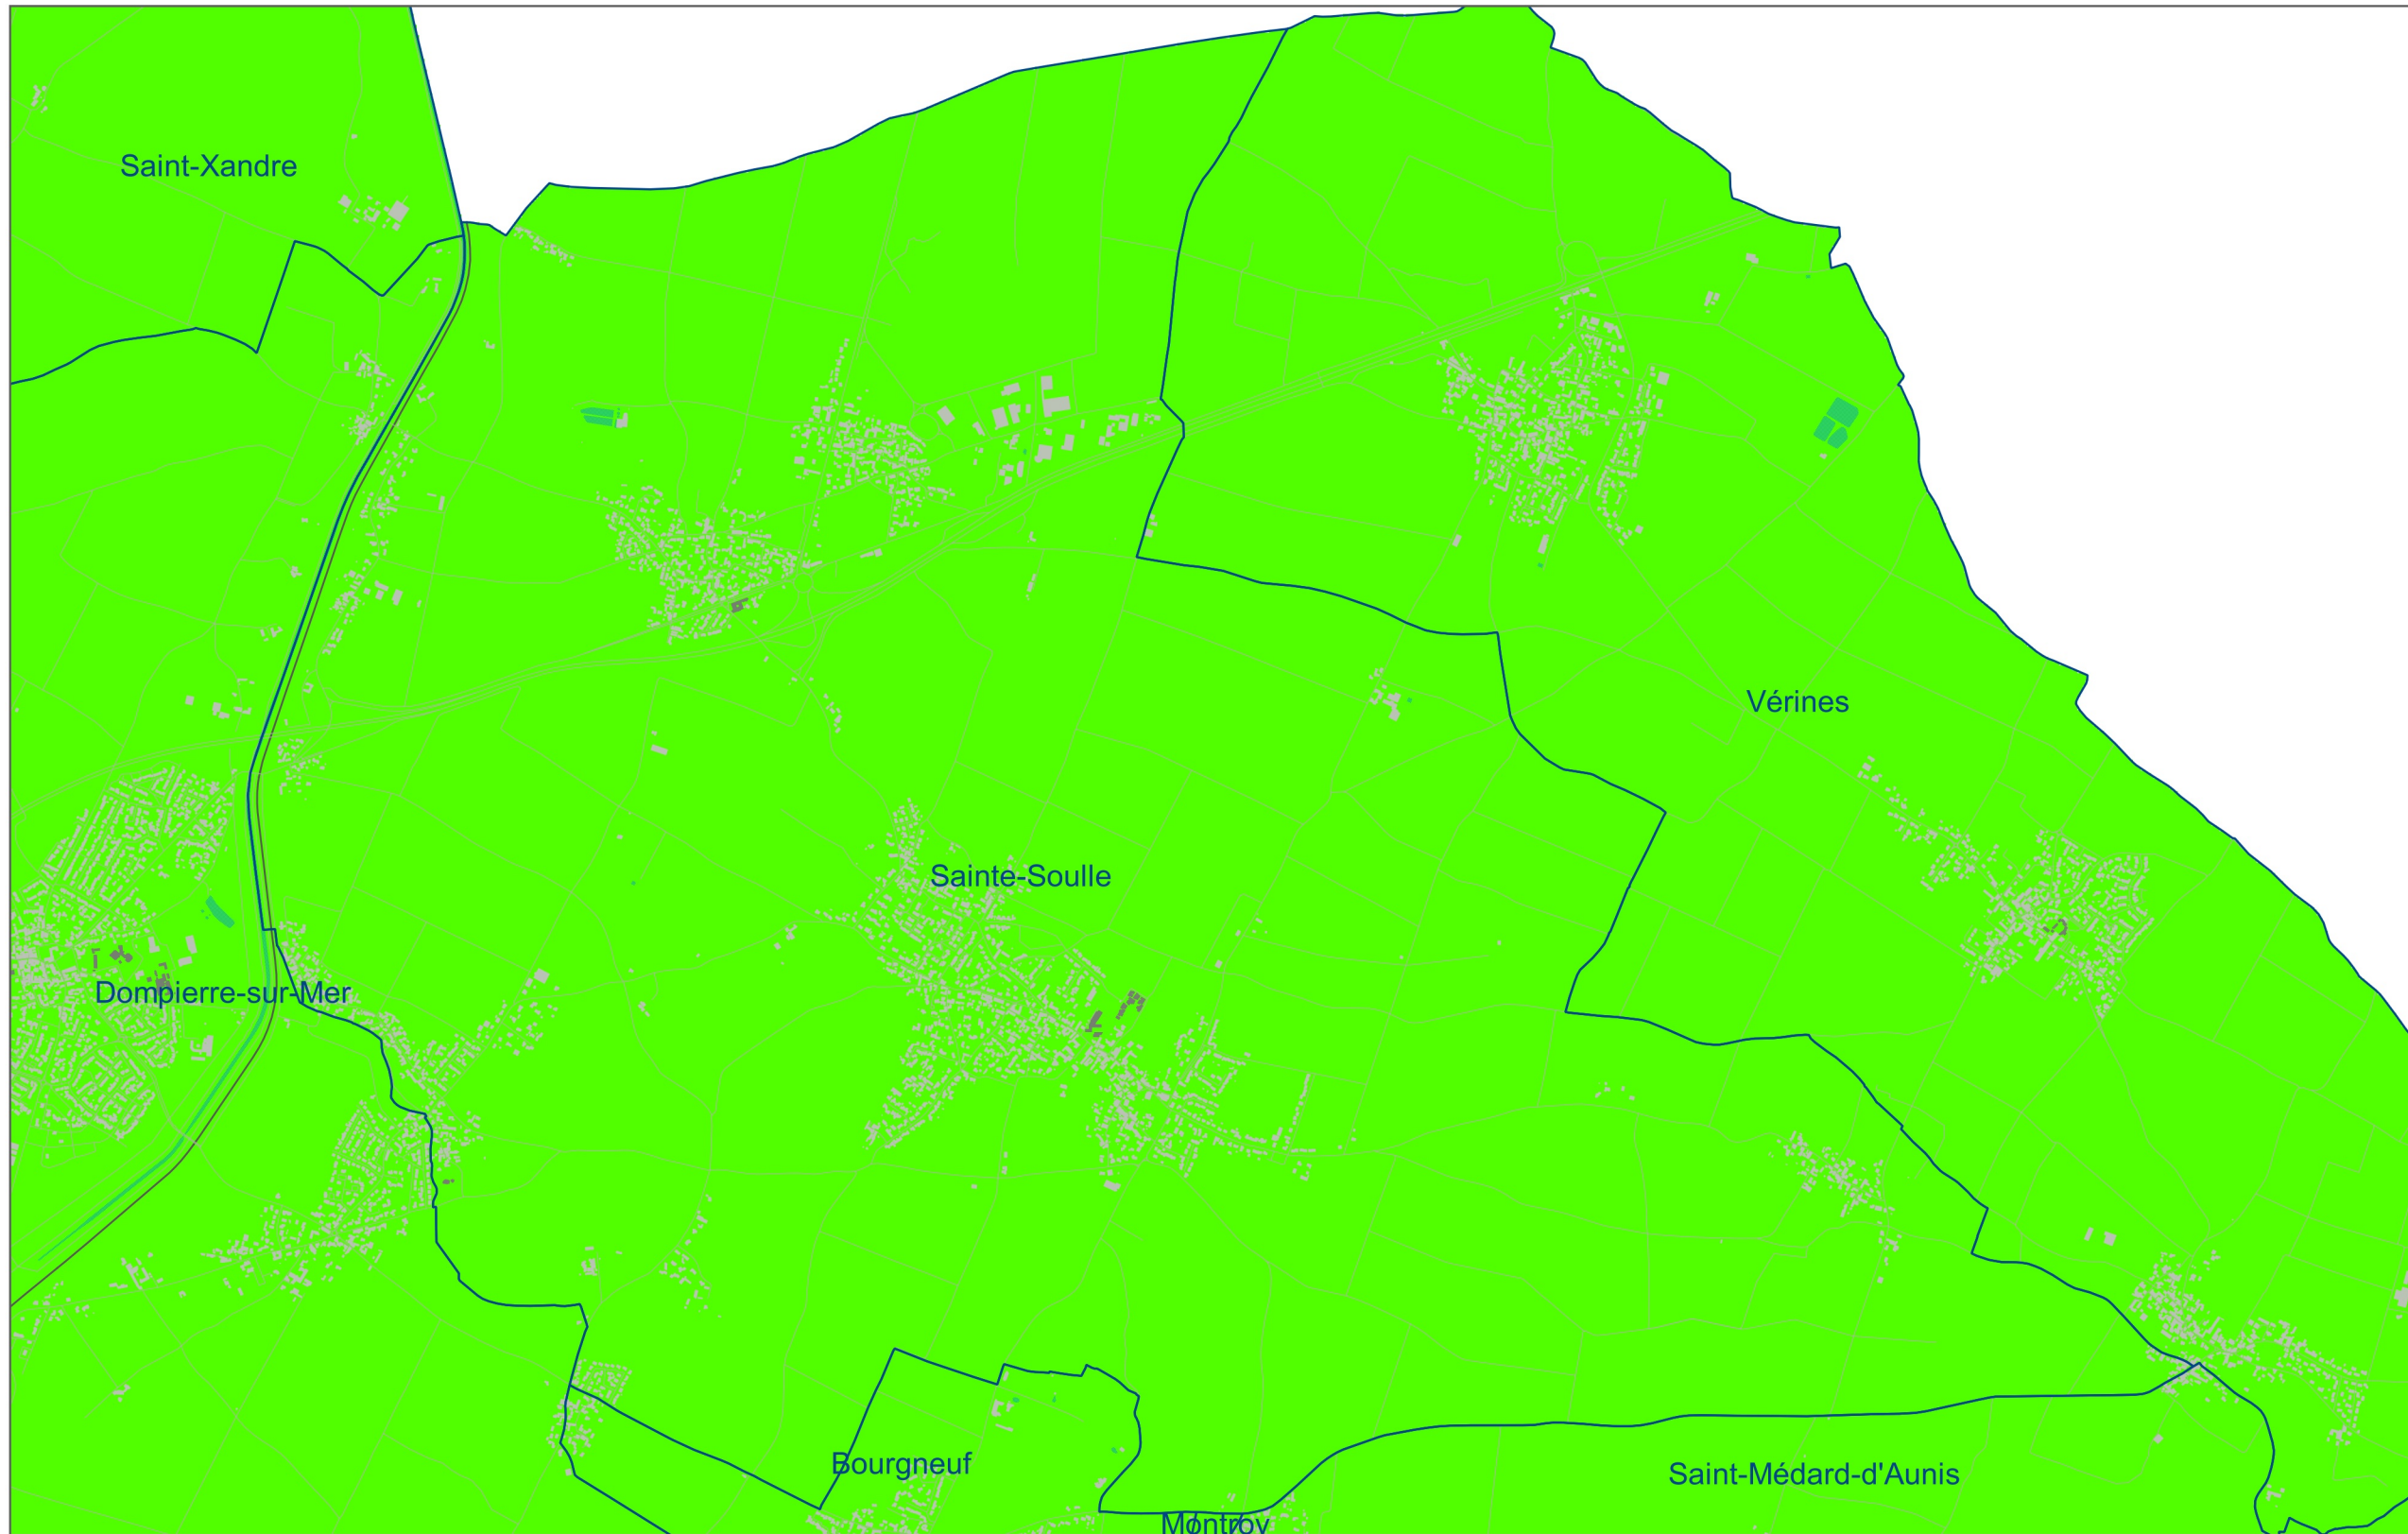 Saint-Xandre
Vérines
Sainte-Soulle
Dompierre-sur-Mer
Bourgneuf
Saint-Médard-d'Aunis
Montroy